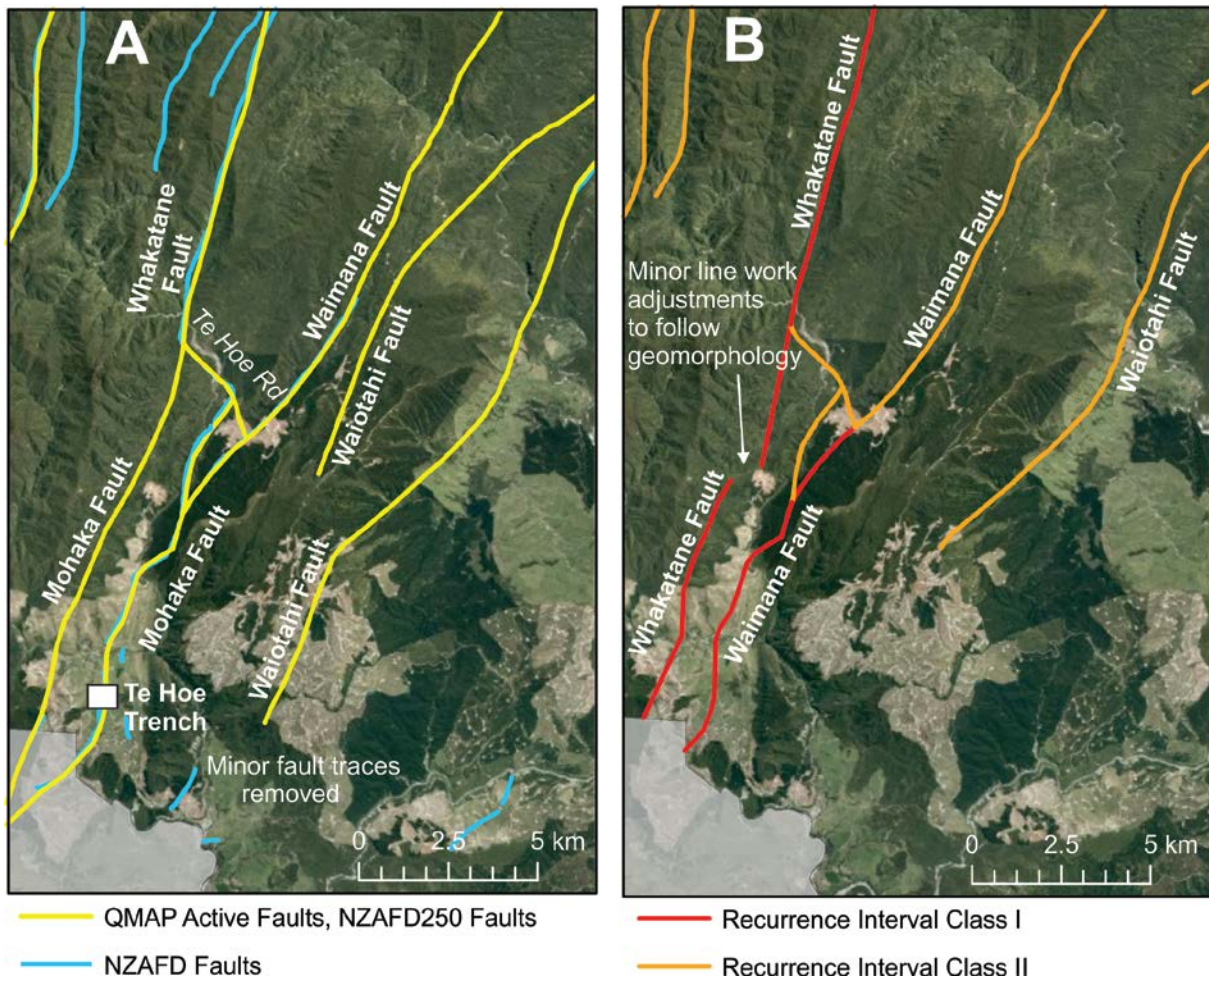 A
Whakatane
Fault
Waimana Fault
Te Hoe Rd
Waiotahi Fault
Mohaka Fault
Mohaka Fault
Waiotahi Fault
Te Hoe
Trench
Minor fault traces
removed
0 2.5 5 km
QMAP Active Faults, NZAFD250 Faults
NZAFD Faults
B
Whakatane Fault
Minor line work
adjustments
to follow
geomorphology
Waimana Fault
Waiotahi Fault
Whakatane Fault
Waimana Fault
0 2.5 5 km
Recurrence Interval Class I
Recurrence Interval Class II